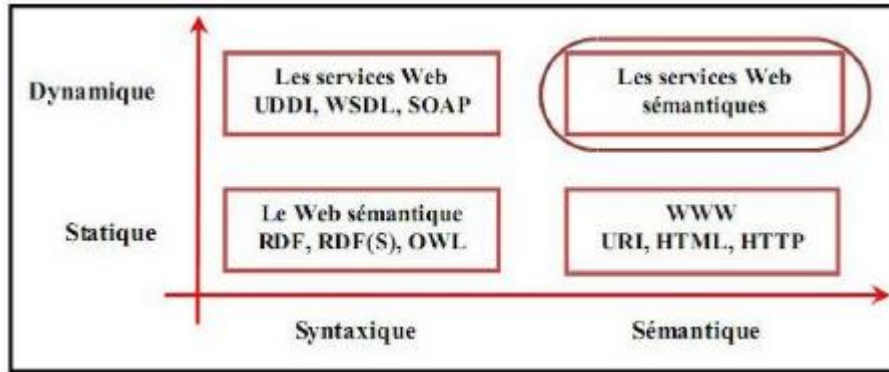 Dynamique
Les services Web
UDDI, WSDL, SOAP
Les services Web
sémantiques
Statique
Le Web sémantique
RDF, RDF(S), OWL
WWW
URI, HTML, HTTP
Syntaxique
Sémantique